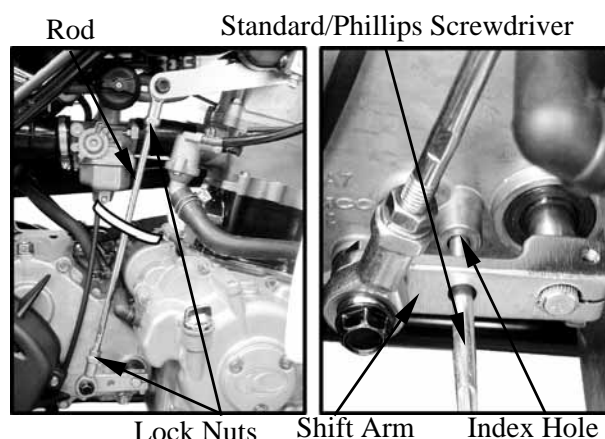 Rod
Standard/Phillips Screwdriver
Lock Nuts
Shift Arm
Index Hole